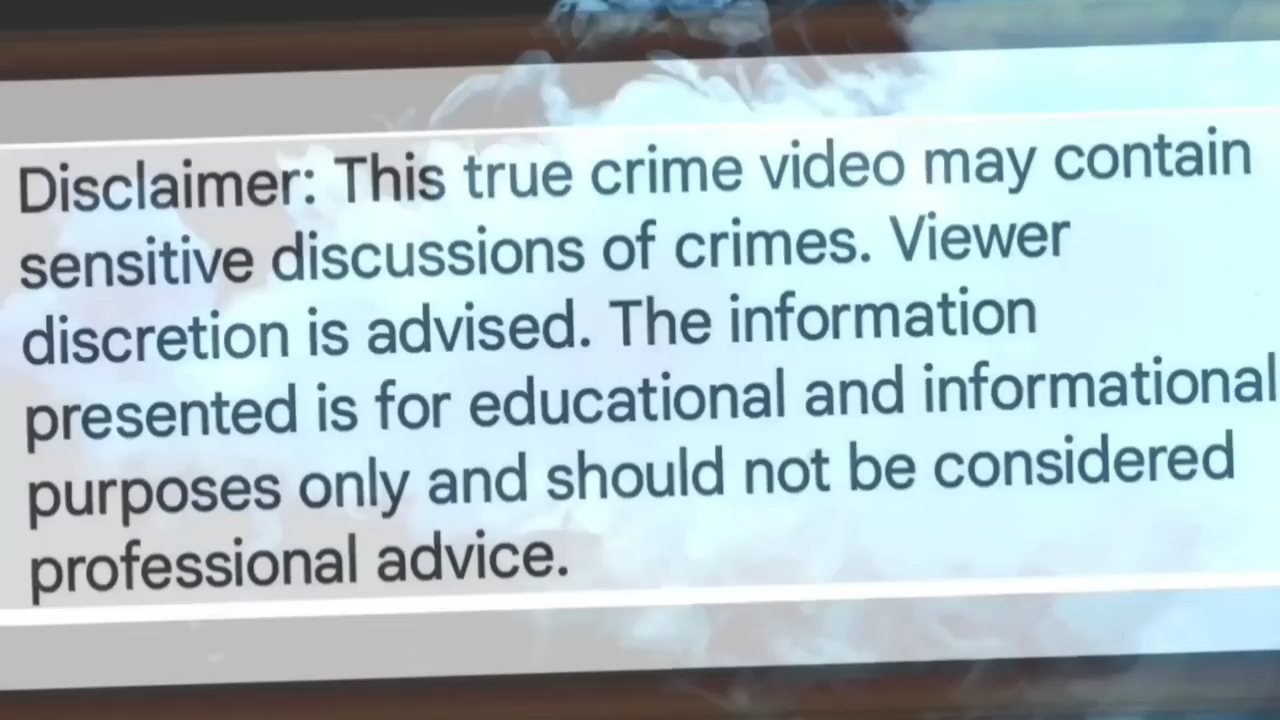 Disclaimer: This true crime video may contain
sensitive discussions of crimes. Viewer
discretion is advised. The information
presented is for educational and informational
purposes only and should not be considered
professional advice.